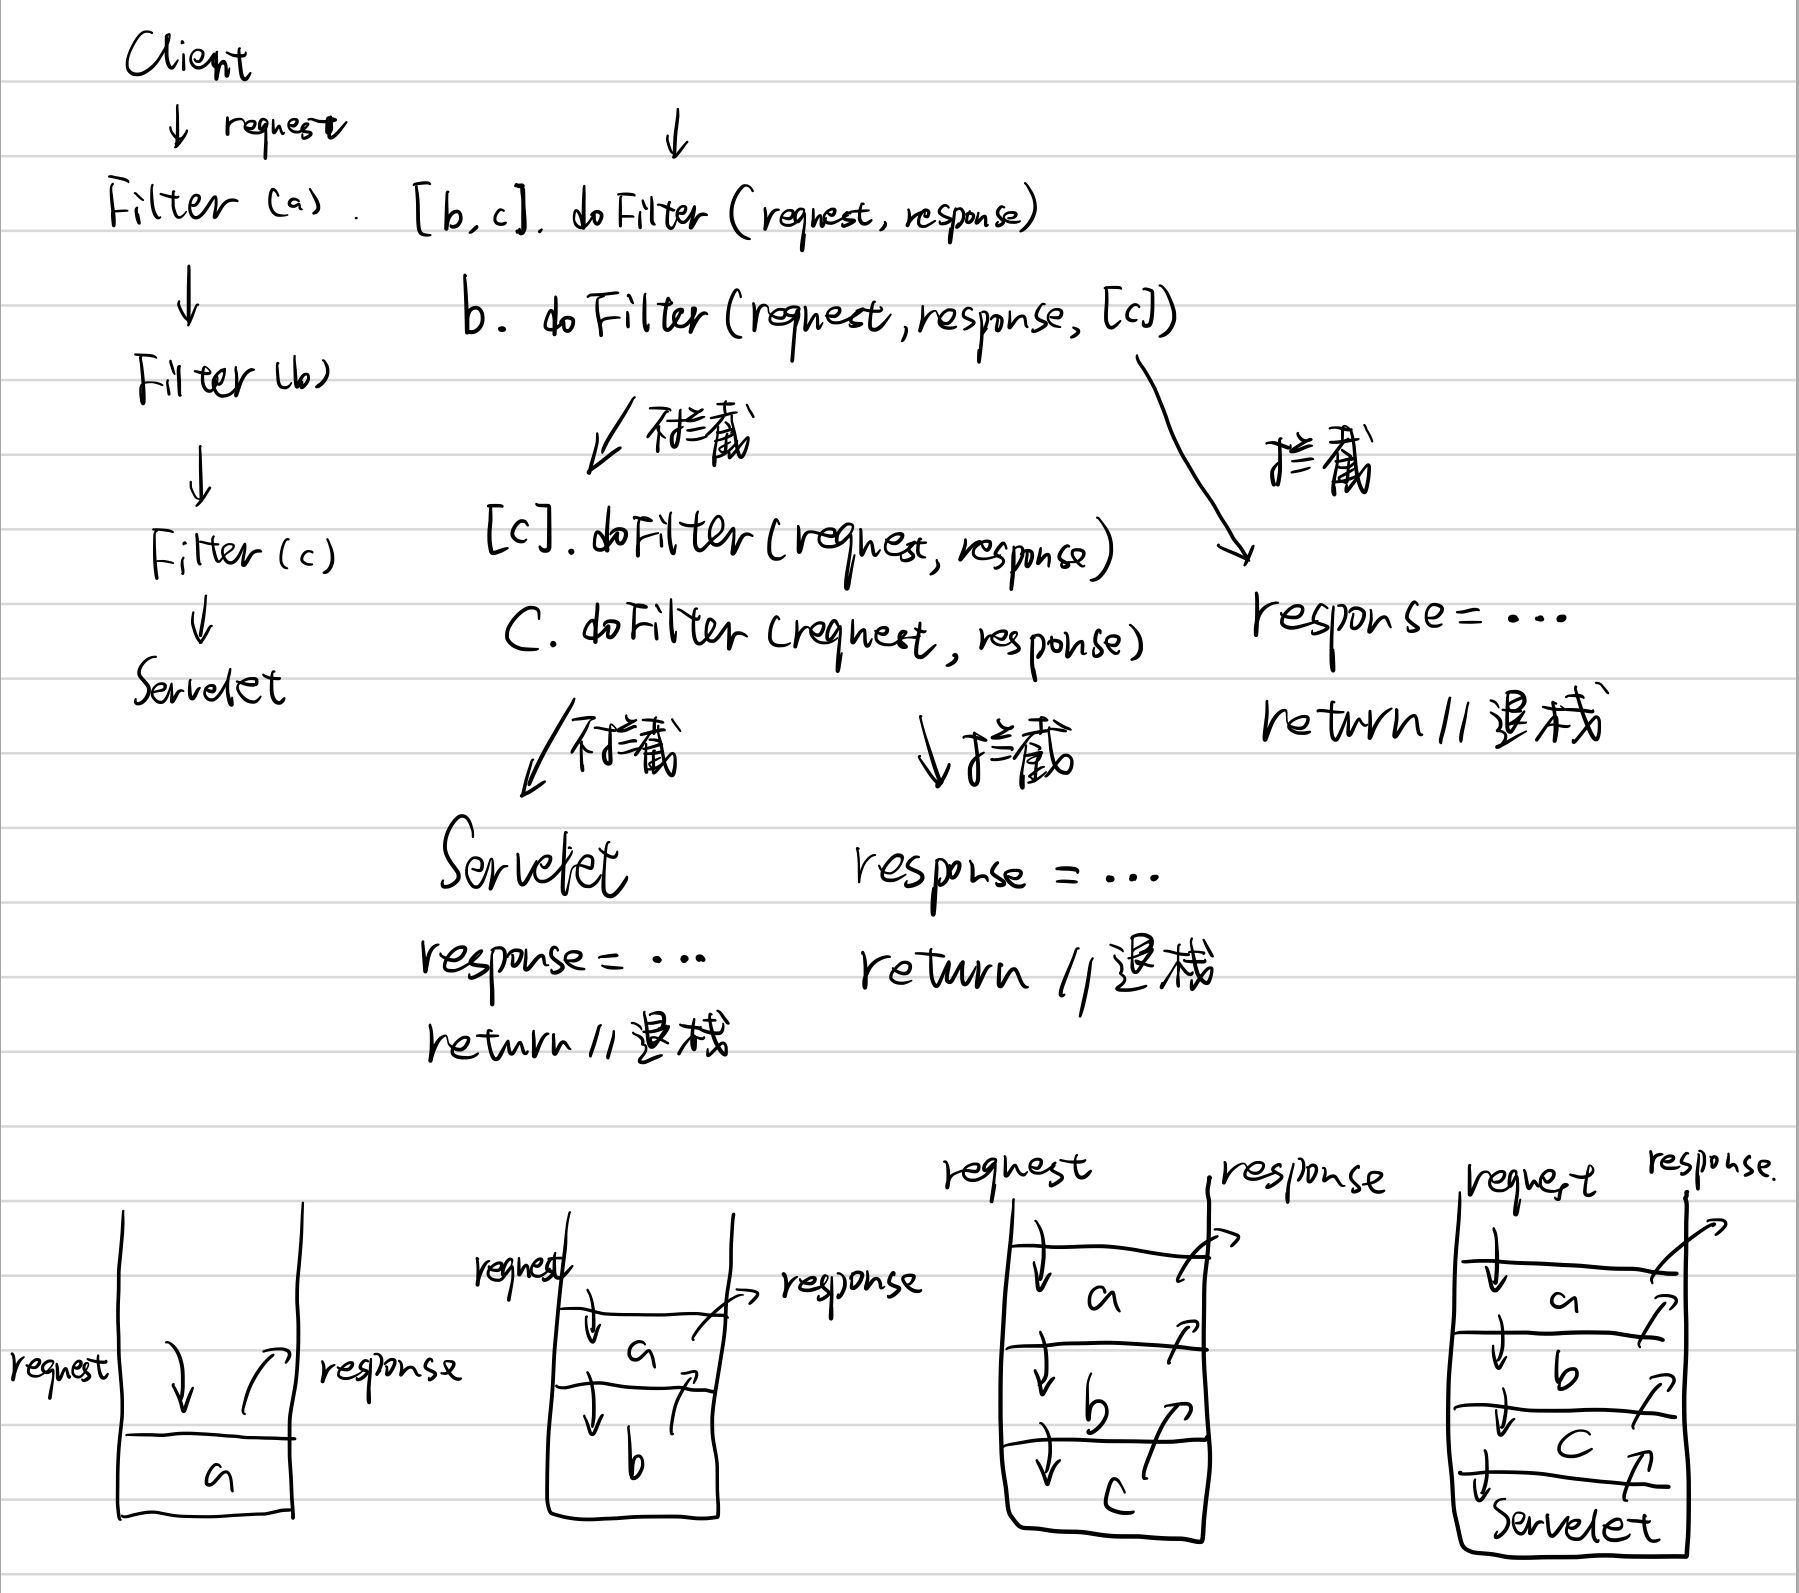 Client
↓ request
Filter (a). [b, c]. doFilter (request, response)
b. doFilter (request, response, [c])
Filter (b)
不拦截
拦截
[c]. doFilter (request, response)
Filter (c)
C. doFilter (request, response)
response = ...
Servelet
return // 退栈
不拦截
拦截
Servelet
response = ...
response = ...
return // 退栈
return // 退栈
request
response
a
request
response
a
b
request
response
a
b
c
request
response.
a
b
c
Servelet